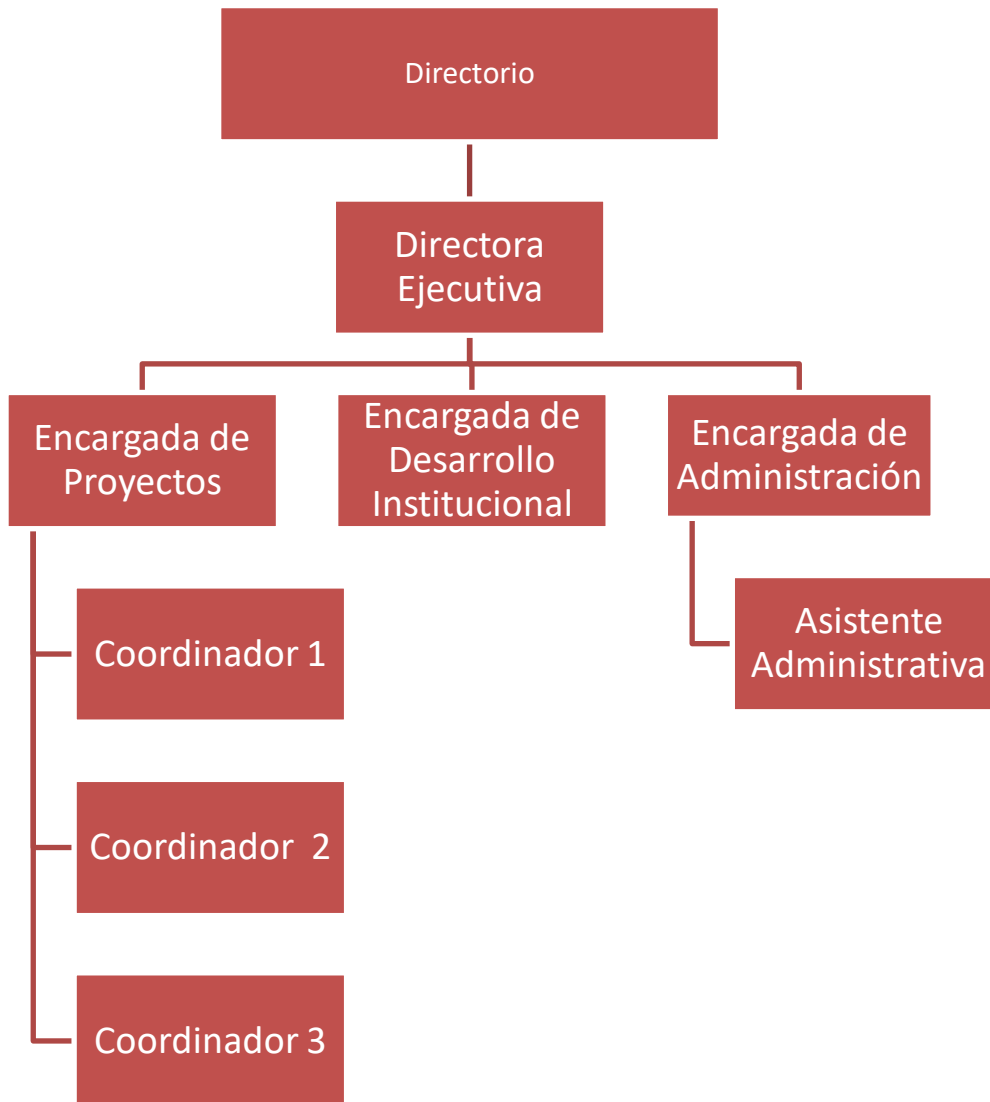 Directorio
Directora
Ejecutiva
Encargada de
Proyectos
Encargada de
Desarrollo
Institucional
Encargada de
Administración
Coordinador 1
Asistente
Administrativa
Coordinador  2
Coordinador 3